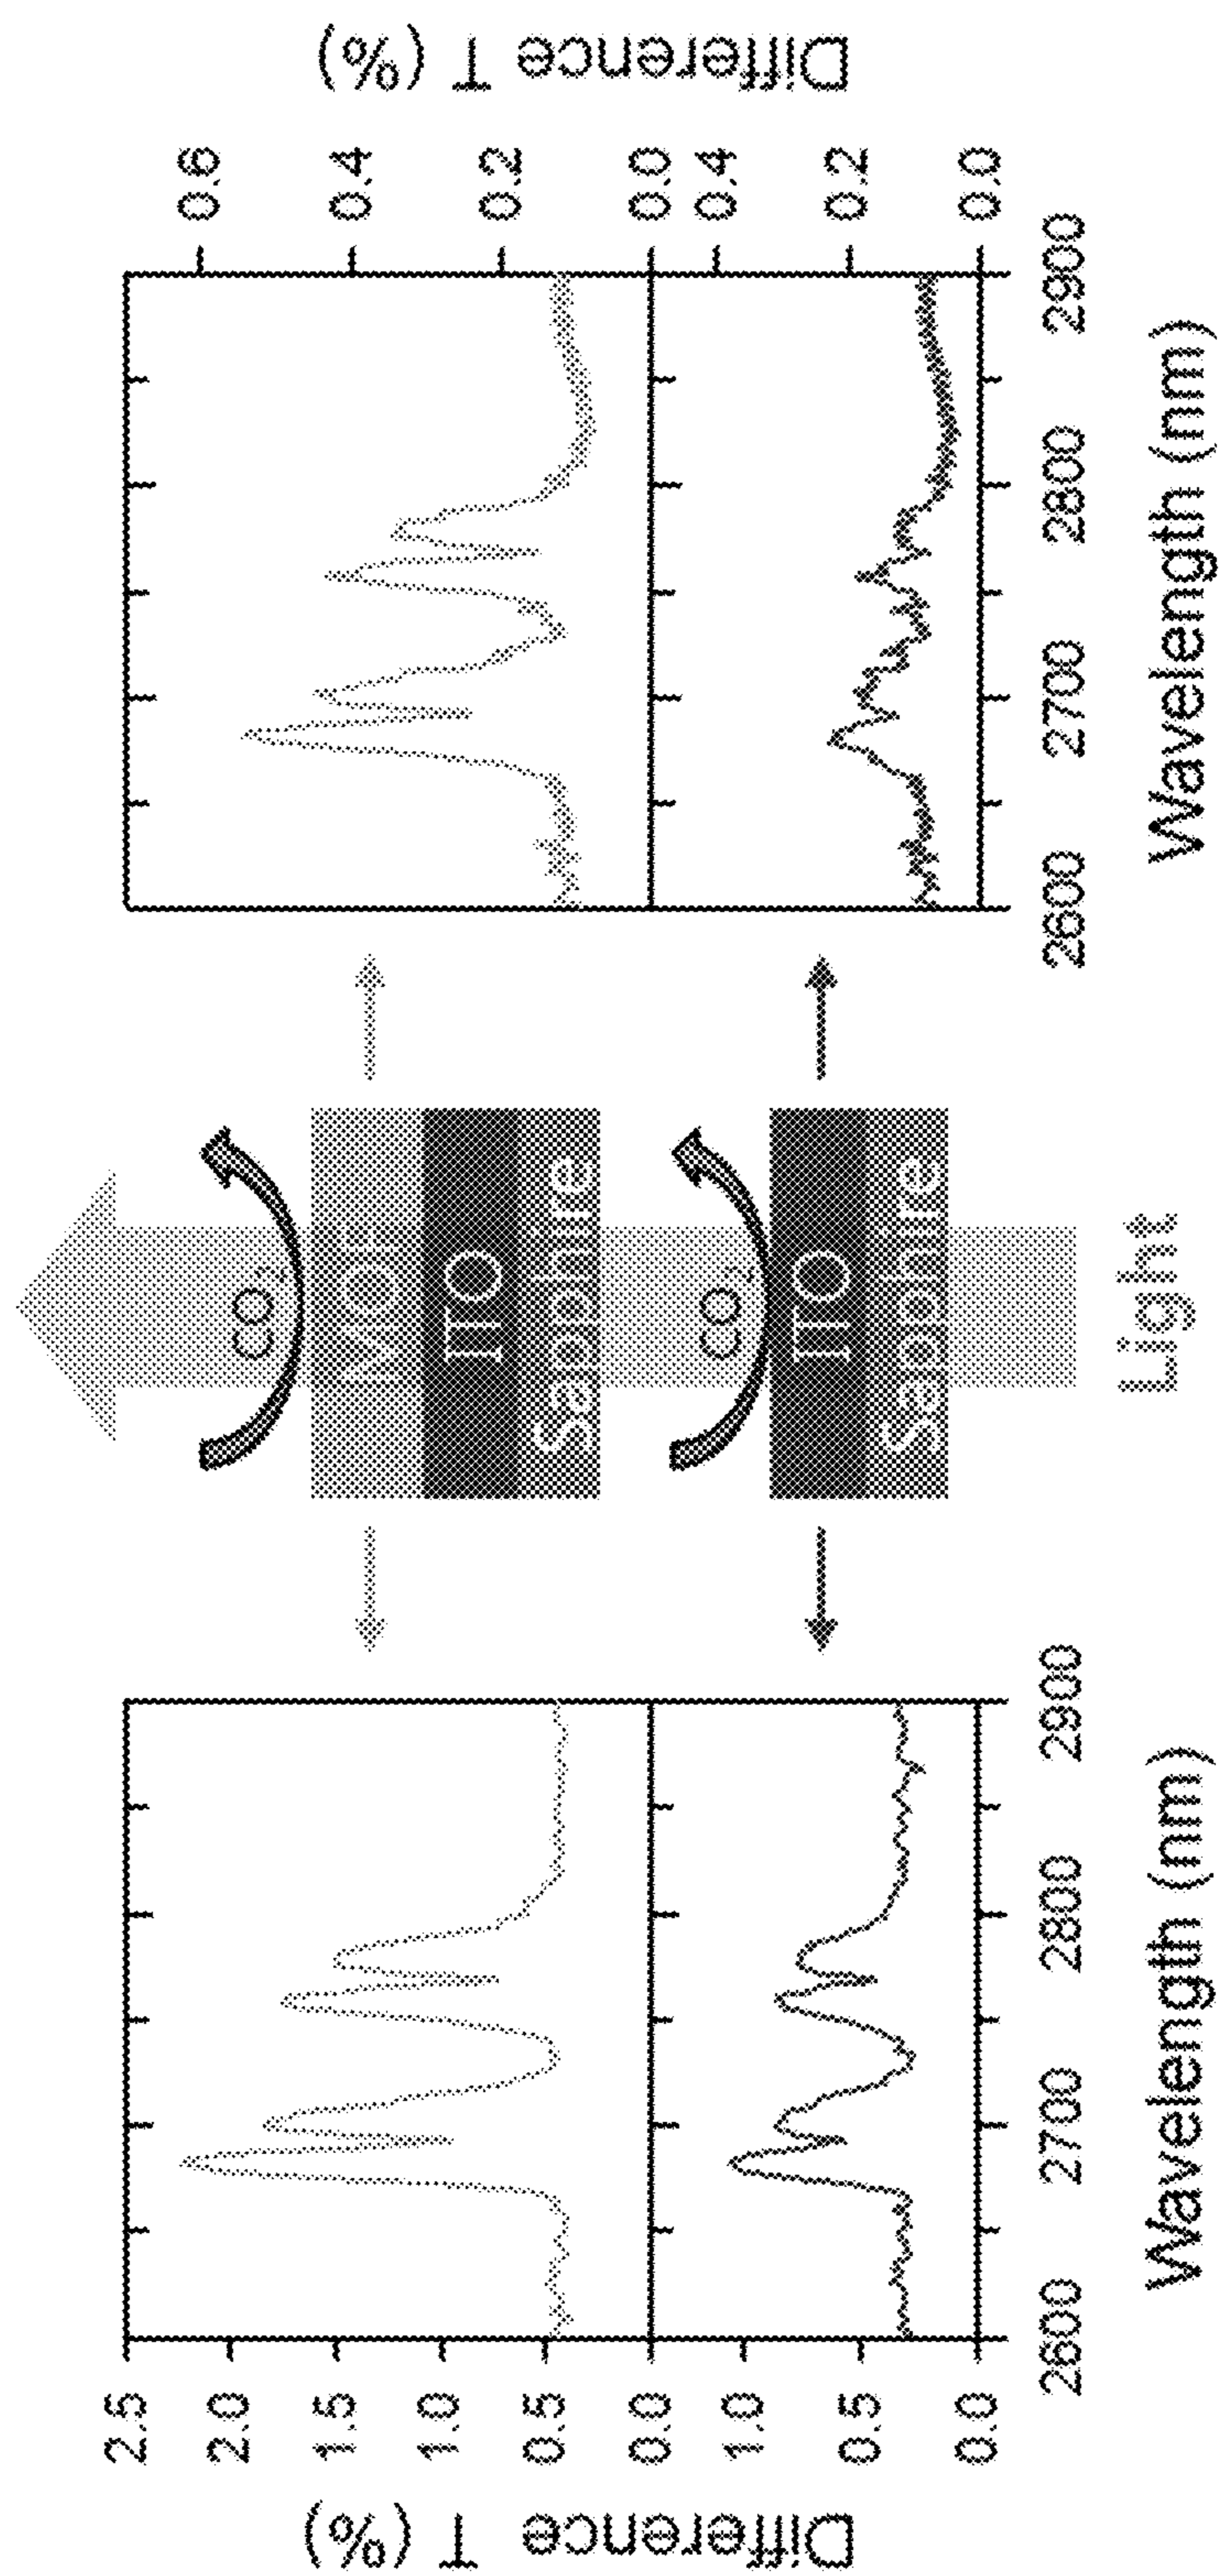 Difference T (%)
2.5
2.0
1.5
1.0
0.5
0.0
1.0
0.5
0.0
2600
2700
2800
2900
Wavelength (nm)
CO₂
MOF
ITO
Sapphire
CO₂
ITO
Sapphire
Light
0.6
0.4
0.2
0.0
0.4
0.2
0.0
2600
2700
2800
2900
Wavelength (nm)
Difference T (%)